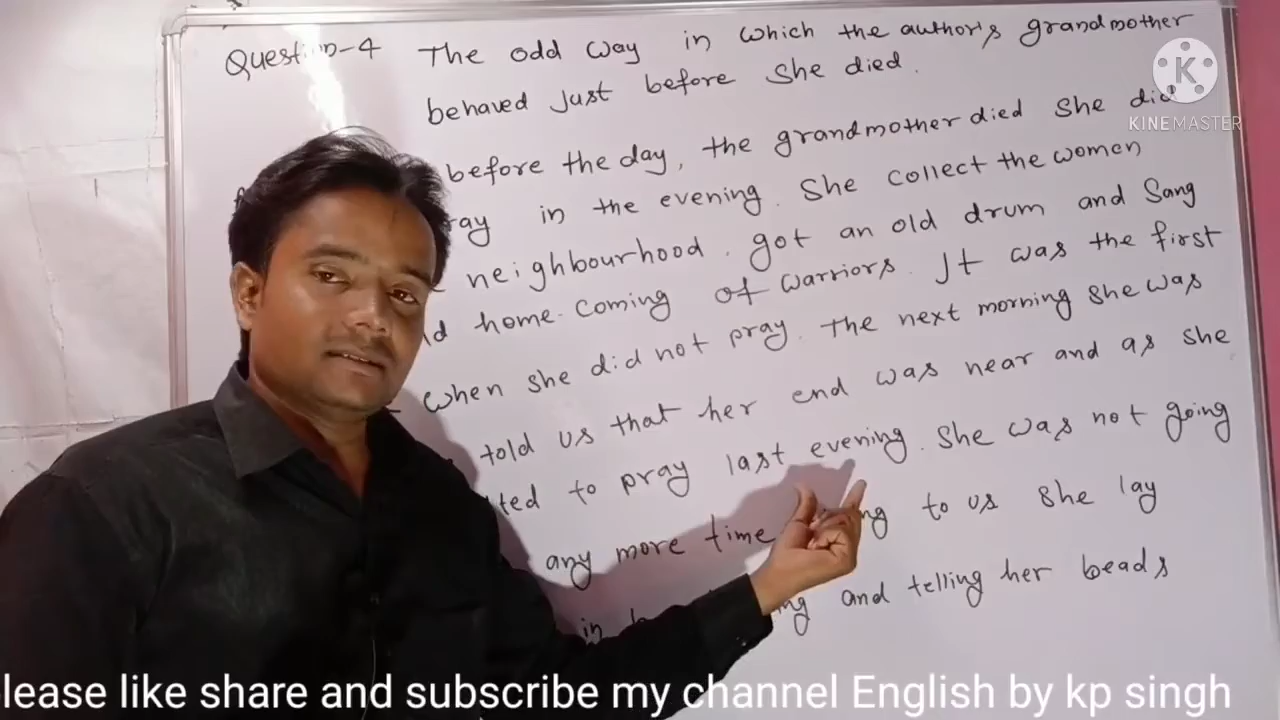 Question-4 The odd way in which the author's grandmother
behaved just before she died.
before the day, the grandmother died she did
in the evening. She collect the women
neighbourhood. got an old drum and Sang
home-coming of warriors. It was the first
when she did not pray. The next morning she was
told us that her end was near and as she
to pray last evening. She was not going
any more time to us she lay
in and telling her beads
KINEMASTER
lease like share and subscribe my channel English by kp singh